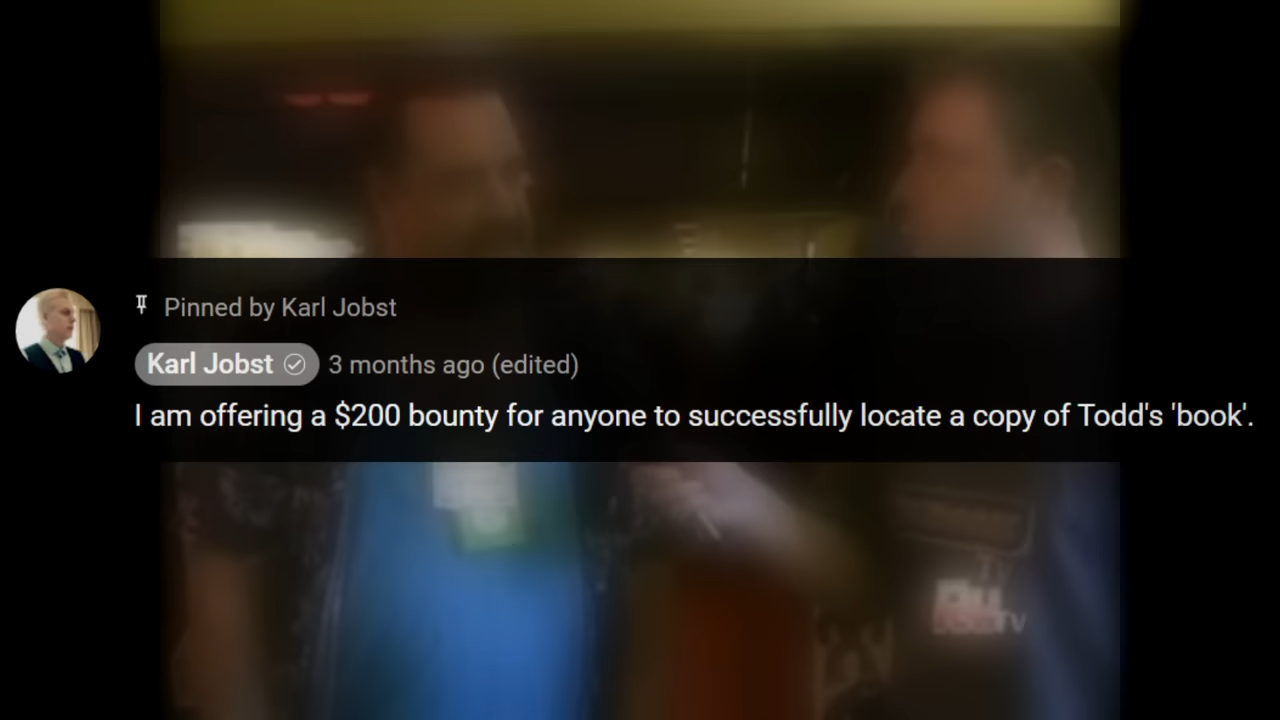 Pinned by Karl Jobst
Karl Jobst 3 months ago (edited)
I am offering a $200 bounty for anyone to successfully locate a copy of Todd's 'book'.
TV